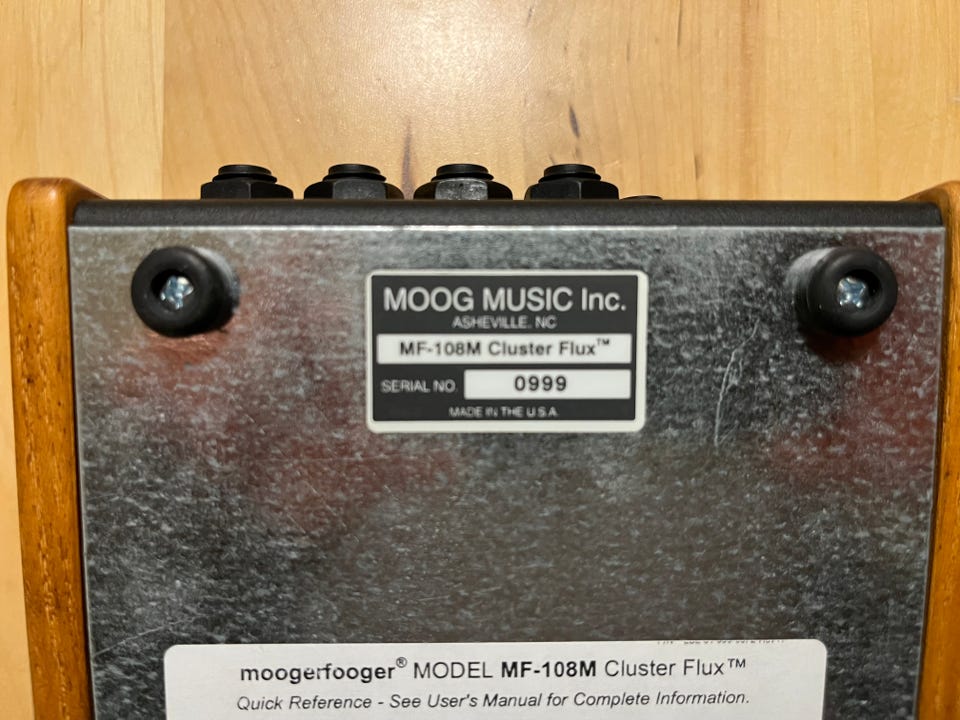 MOOG MUSIC Inc.
ASHEVILLE, NC
MF-108M Cluster Flux™
SERIAL NO. 0999
MADE IN THE U.S.A.
moogerfooger® MODEL MF-108M Cluster Flux™
Quick Reference - See User's Manual for Complete Information.